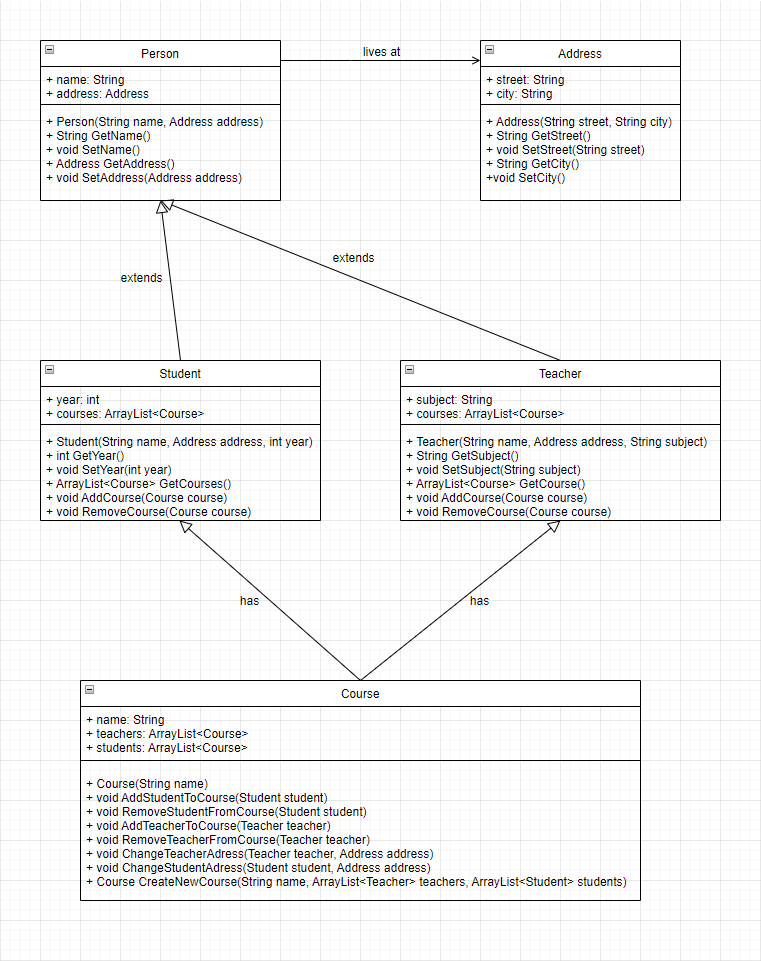 Person
+ name: String
+ address: Address
+ Person(String name, Address address)
+ String GetName()
+ void SetName()
+ Address GetAddress()
+ void SetAddress(Address address)
lives at
Address
+ street: String
+ city: String
+ Address(String street, String city)
+ String GetStreet()
+ void SetStreet(String street)
+ String GetCity()
+void SetCity()
extends
extends
Student
+ year: int
+ courses: ArrayList<Course>
+ Student(String name, Address address, int year)
+ int GetYear()
+ void SetYear(int year)
+ ArrayList<Course> GetCourses()
+ void AddCourse(Course course)
+ void RemoveCourse(Course course)
Teacher
+ subject: String
+ courses: ArrayList<Course>
+ Teacher(String name, Address address, String subject)
+ String GetSubject()
+ void SetSubject(String subject)
+ ArrayList<Course> GetCourse()
+ void AddCourse(Course course)
+ void RemoveCourse(Course course)
has
has
Course
+ name: String
+ teachers: ArrayList<Course>
+ students: ArrayList<Course>
+ Course(String name)
+ void AddStudentToCourse(Student student)
+ void RemoveStudentFromCourse(Student student)
+ void AddTeacherToCourse(Teacher teacher)
+ void RemoveTeacherFromCourse(Teacher teacher)
+ void ChangeTeacherAdress(Teacher teacher, Address address)
+ void ChangeStudentAdress(Student student, Address address)
+ Course CreateNewCourse(String name, ArrayList<Teacher> teachers, ArrayList<Student> students)